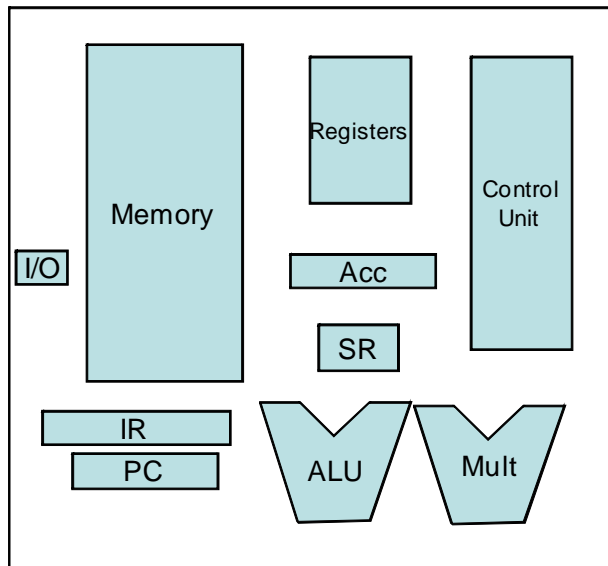 Registers
Memory
Control
Unit
I/O
Acc
SR
IR
PC
ALU
Mult